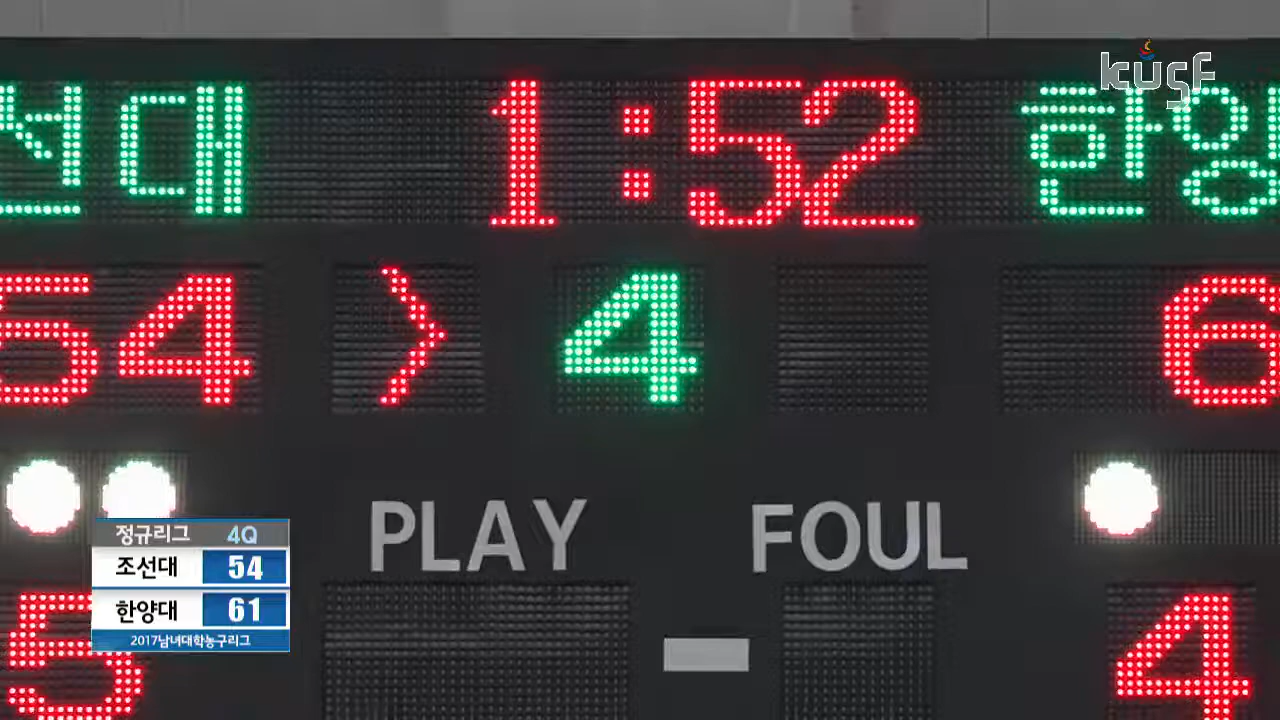 kusf
선대 1:52 한양
54 > 4 6
PLAY FOUL
정규리그 4Q
조선대 54
한양대 61
2017남녀대학농구리그
5 4